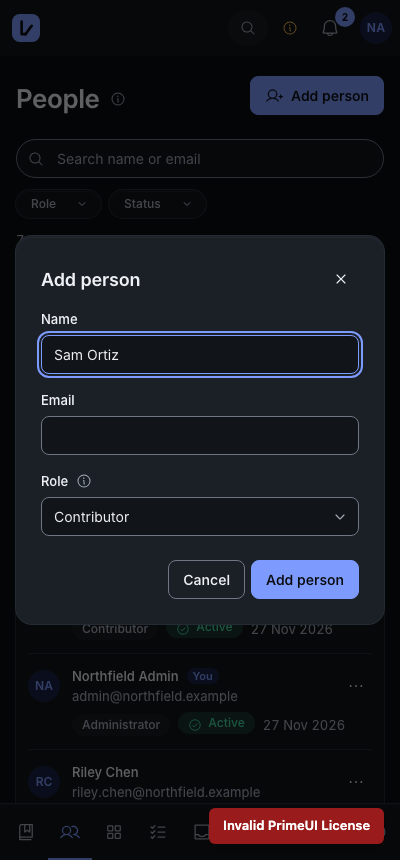 2
NA
People
Add person
Search name or email
Role
Status
Add person
Name
Sam Ortiz
Email
Role
Contributor
Cancel
Add person
Contributor
Active
27 Nov 2026
NA
Northfield Admin
You
admin@northfield.example
Administrator
Active
27 Nov 2026
RC
Riley Chen
riley.chen@northfield.example
Invalid PrimeUI License